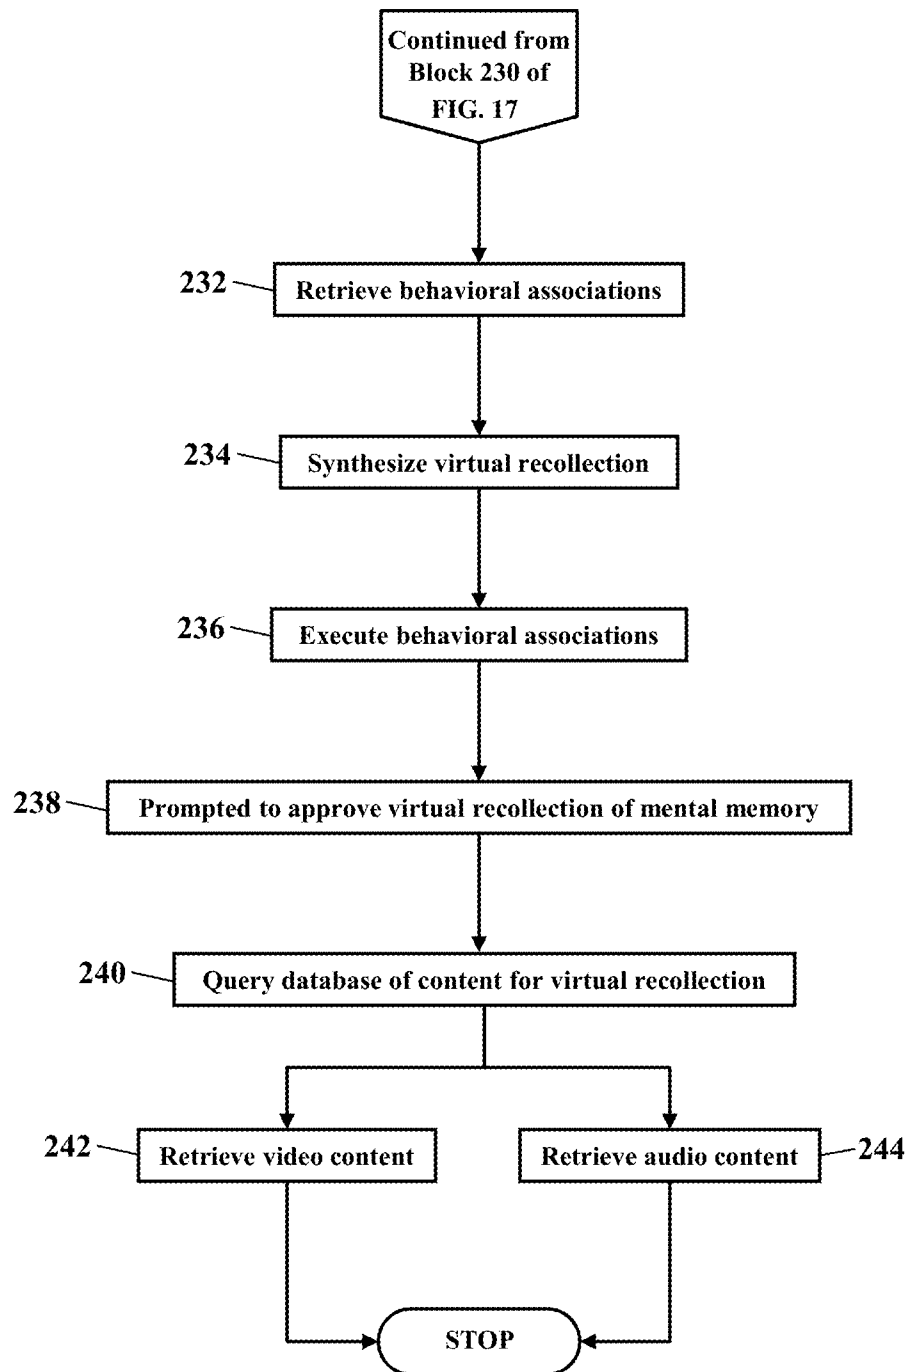 Continued from
Block 230 of
FIG. 17
232
Retrieve behavioral associations
234
Synthesize virtual recollection
236
Execute behavioral associations
238
Prompted to approve virtual recollection of mental memory
240
Query database of content for virtual recollection
242
Retrieve video content
Retrieve audio content
244
STOP